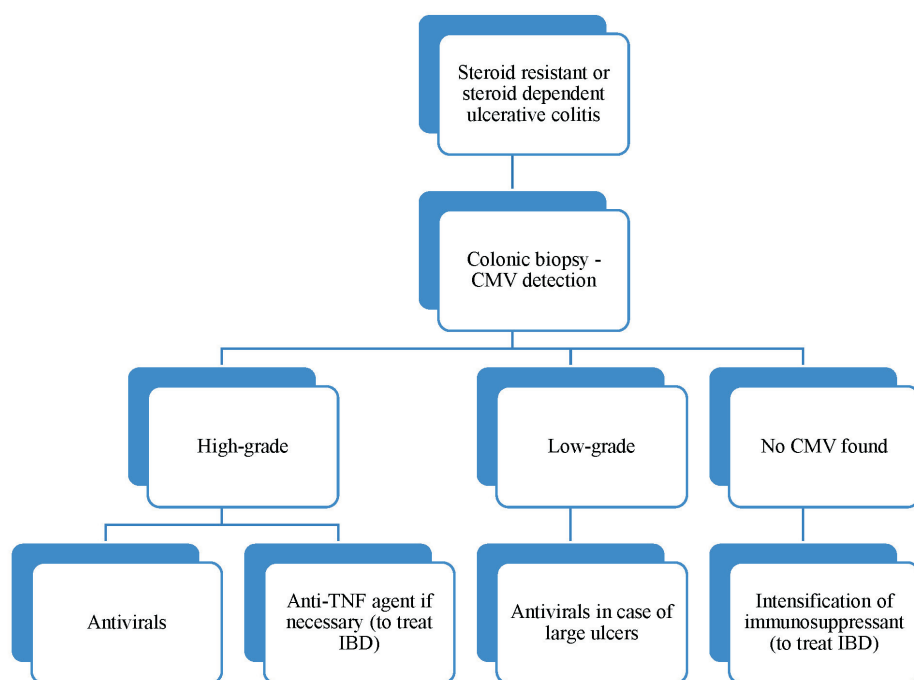 Steroid resistant or
steroid dependent
ulcerative colitis
Colonic biopsy -
CMV detection
High-grade
Low-grade
No CMV found
Antivirals
Anti-TNF agent if
necessary (to treat
IBD)
Antivirals in case of
large ulcers
Intensification of
immunosuppressant
(to treat IBD)